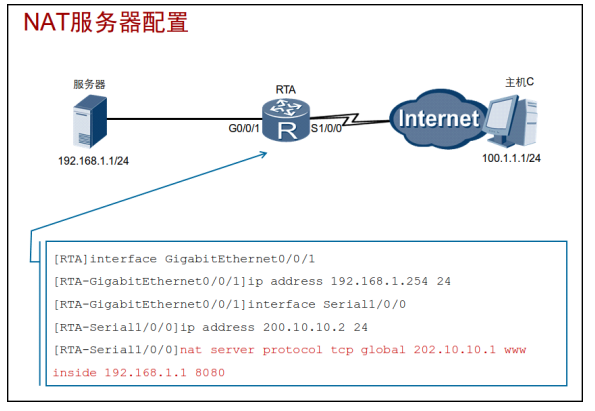 NAT服务器配置
服务器
RTA
主机C
G0/0/1
R
S1/0/0
Internet
192.168.1.1/24
100.1.1.1/24
[RTA]interface GigabitEthernet0/0/1
[RTA-GigabitEthernet0/0/1]ip address 192.168.1.254 24
[RTA-GigabitEthernet0/0/1]interface Serial1/0/0
[RTA-Serial1/0/0]ip address 200.10.10.2 24
[RTA-Serial1/0/0]nat server protocol tcp global 202.10.10.1 www
inside 192.168.1.1 8080